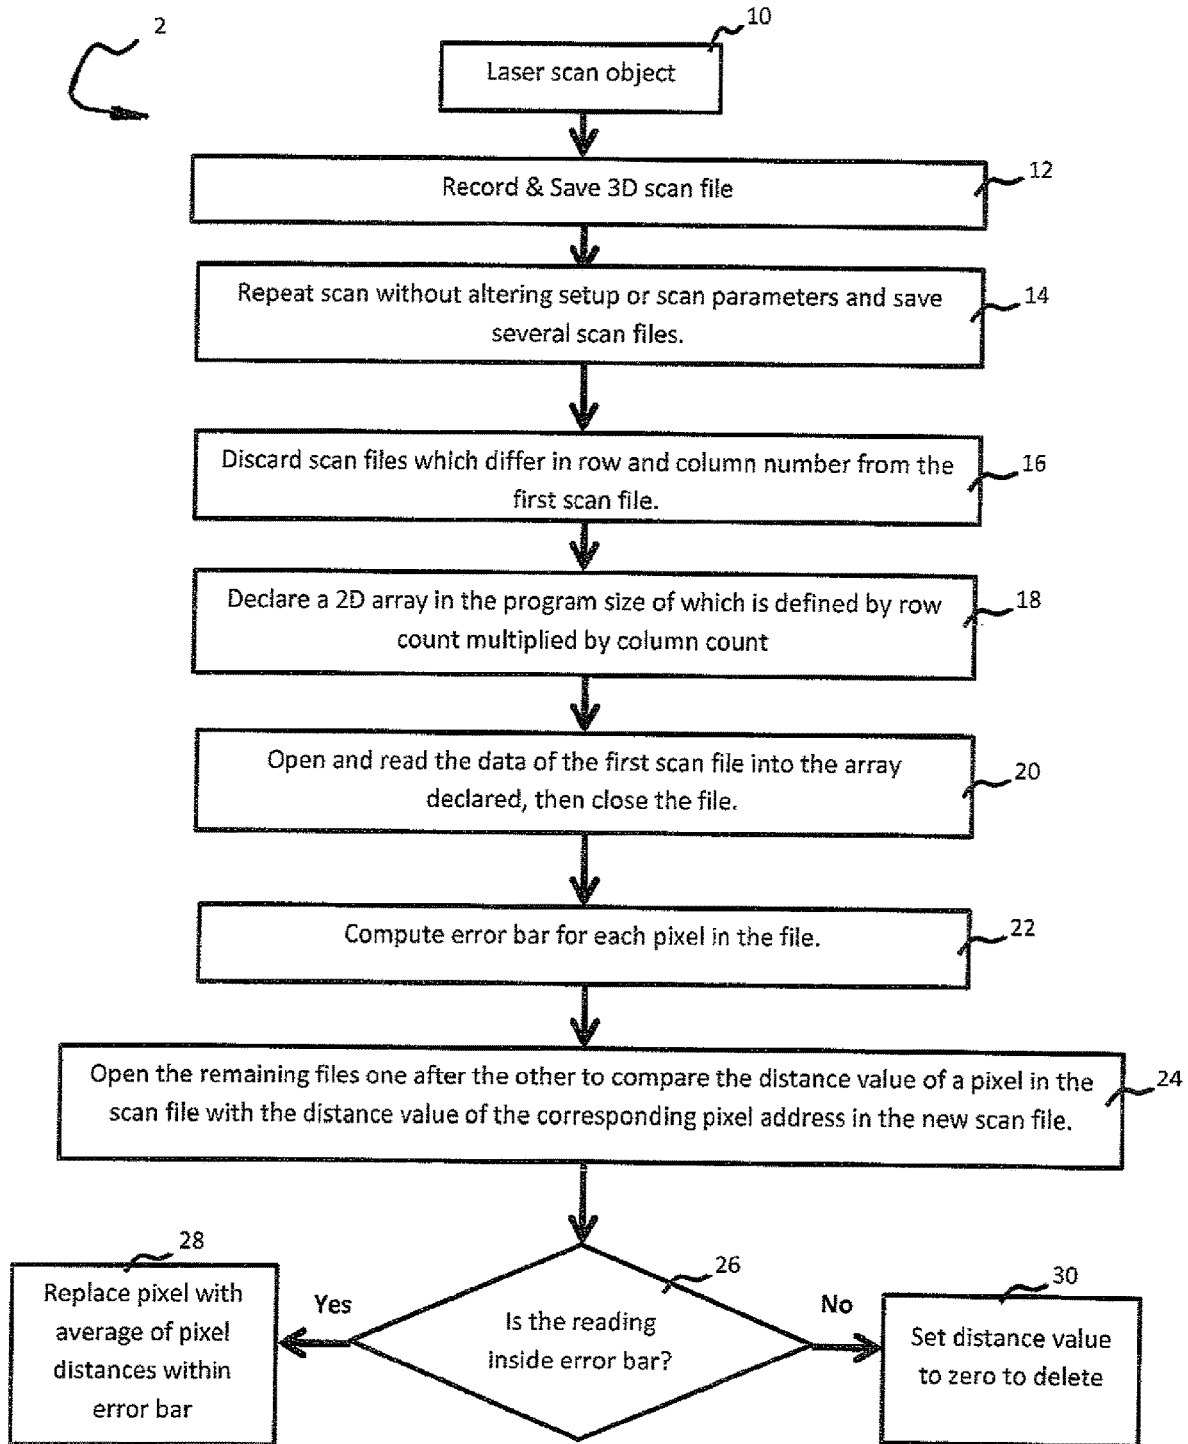 2
10
Laser scan object
Record & Save 3D scan file
12
Repeat scan without altering setup or scan parameters and save
several scan files.
14
Discard scan files which differ in row and column number from the
first scan file.
16
Declare a 2D array in the program size of which is defined by row
count multiplied by column count
18
Open and read the data of the first scan file into the array
declared, then close the file.
20
Compute error bar for each pixel in the file.
22
Open the remaining files one after the other to compare the distance value of a pixel in the
scan file with the distance value of the corresponding pixel address in the new scan file.
24
26
Is the reading
inside error bar?
Yes
28
Replace pixel with
average of pixel
distances within
error bar
No
30
Set distance value
to zero to delete